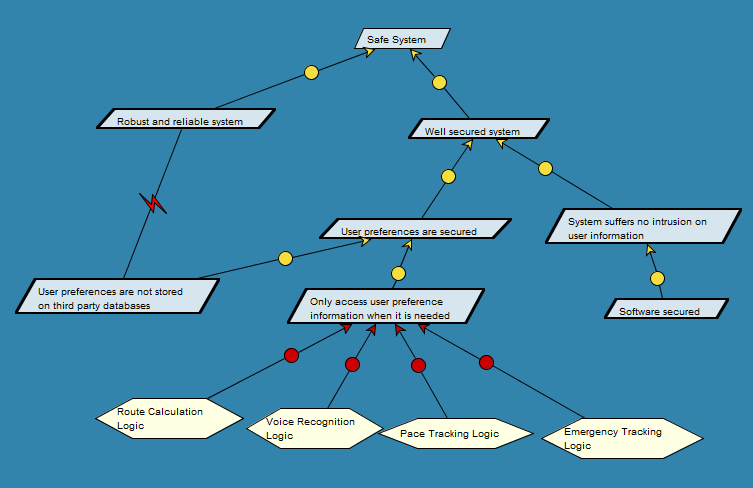 Safe System
Robust and reliable system
Well secured system
User preferences are secured
System suffers no intrusion on
user information
User preferences are not stored
on third party databases
Only access user preference
information when it is needed
Software secured
Route Calculation
Logic
Voice Recognition
Logic
Pace Tracking Logic
Emergency Tracking
Logic